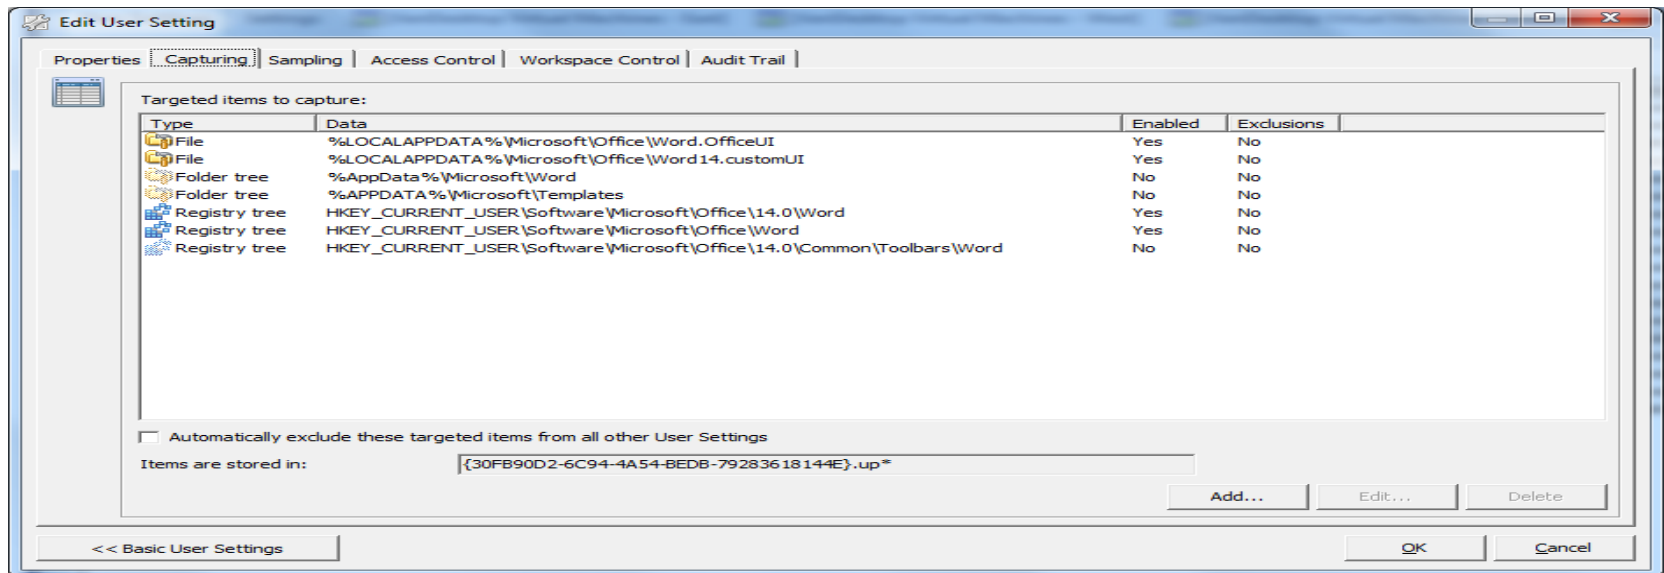 Edit User Setting
Properties Capturing Sampling Access Control Workspace Control Audit Trail
Targeted items to capture:
Type Data Enabled Exclusions
File %LOCALAPPDATA%\Microsoft\Office\Word.OfficeUI Yes No
File %LOCALAPPDATA%\Microsoft\Office\Word14.customUI Yes No
Folder tree %AppData%\Microsoft\Word No No
Folder tree %APPDATA%\Microsoft\Templates No No
Registry tree HKEY_CURRENT_USER\Software\Microsoft\Office\14.0\Word Yes No
Registry tree HKEY_CURRENT_USER\Software\Microsoft\Office\Word Yes No
Registry tree HKEY_CURRENT_USER\Software\Microsoft\Office\14.0\Common\Toolbars\Word No No
Automatically exclude these targeted items from all other User Settings
Items are stored in: {30FB90D2-6C94-4A54-BEDB-79283618144E}.up*
Add... Edit... Delete
<< Basic User Settings OK Cancel